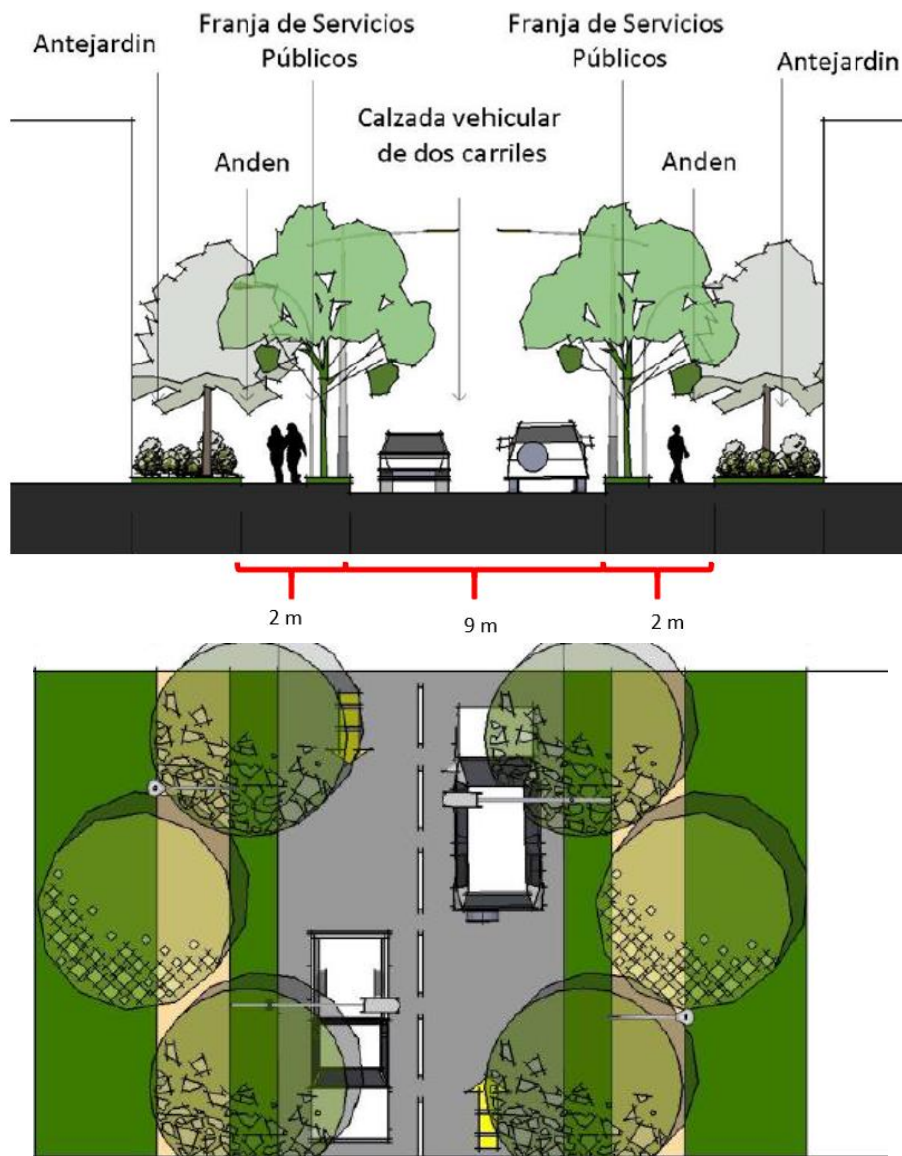 Antejardin
Franja de Servicios
Públicos
Franja de Servicios
Públicos
Antejardin
Calzada vehicular
de dos carriles
Anden
Anden
2 m
9 m
2 m